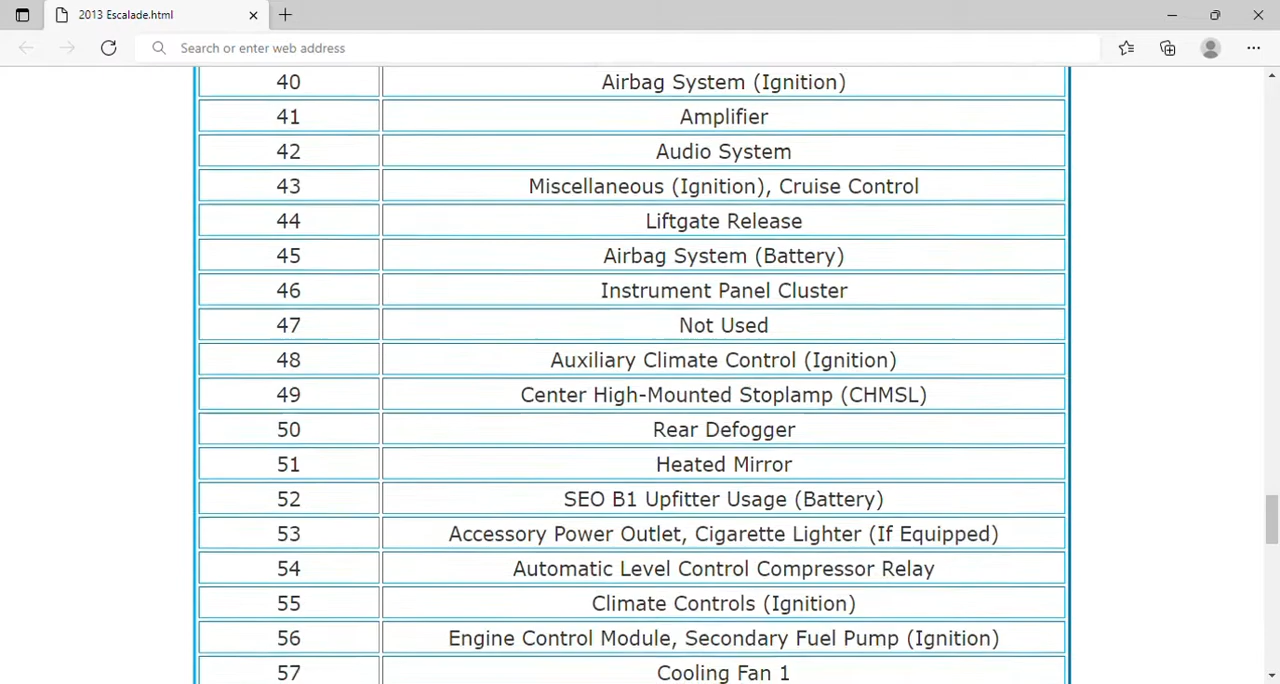 2013 Escalade.html
Search or enter web address
40 Airbag System (Ignition)
41 Amplifier
42 Audio System
43 Miscellaneous (Ignition), Cruise Control
44 Liftgate Release
45 Airbag System (Battery)
46 Instrument Panel Cluster
47 Not Used
48 Auxiliary Climate Control (Ignition)
49 Center High-Mounted Stoplamp (CHMSL)
50 Rear Defogger
51 Heated Mirror
52 SEO B1 Upfitter Usage (Battery)
53 Accessory Power Outlet, Cigarette Lighter (If Equipped)
54 Automatic Level Control Compressor Relay
55 Climate Controls (Ignition)
56 Engine Control Module, Secondary Fuel Pump (Ignition)
57 Cooling Fan 1